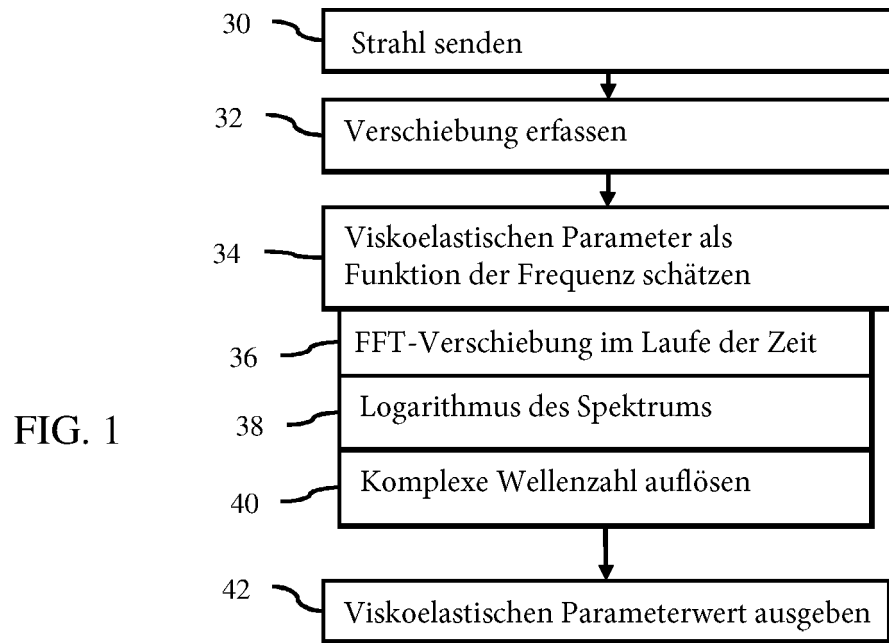 30
Strahl senden
32
Verschiebung erfassen
34
Viskoelastischen Parameter als
Funktion der Frequenz schätzen
36
FFT-Verschiebung im Laufe der Zeit
38
Logarithmus des Spektrums
FIG. 1
40
Komplexe Wellenzahl auflösen
42
Viskoelastischen Parameterwert ausgeben